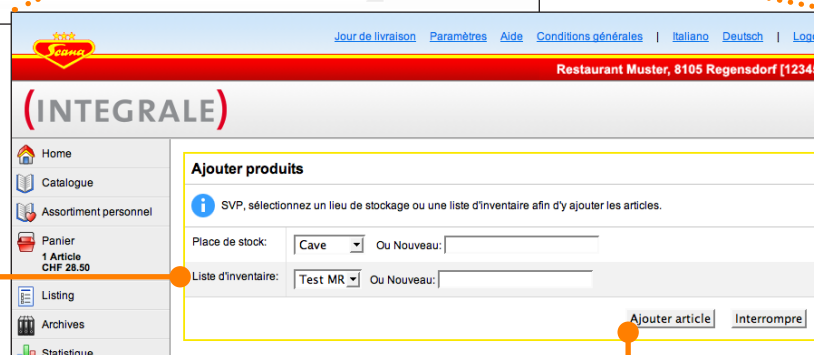 Scana
Jour de livraison Paramètres Aide Conditions générales | Italiano Deutsch |
Restaurant Muster, 8105 Regensdorf
(INTEGRALE)
Home
Catalogue
Assortiment personnel
Panier
1 Article
CHF 28.50
Listing
Archives
Statistique
Ajouter produits
SVP, sélectionnez un lieu de stockage ou une liste d'inventaire afin d'y ajouter les articles.
Place de stock: Cave Ou Nouveau:
Liste d'inventaire: Test MR Ou Nouveau:
Ajouter article Interrompre